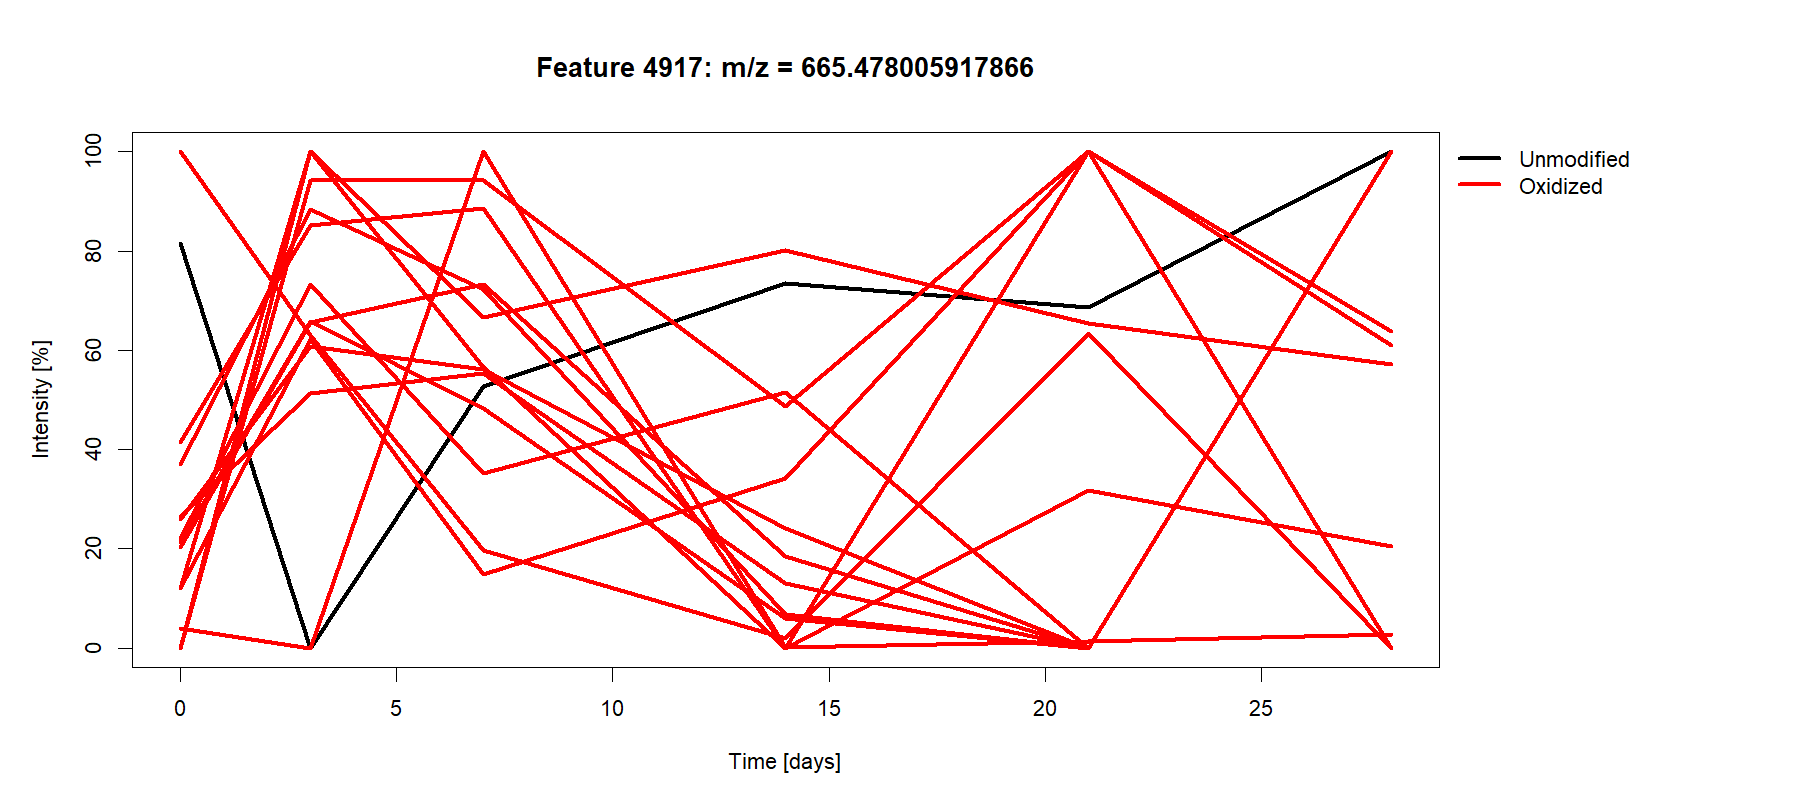 Feature 4917: m/z = 665.478005917866
Unmodified
Oxidized
Intensity [%]
100
80
60
40
20
0
0 5 10 15 20 25
Time [days]